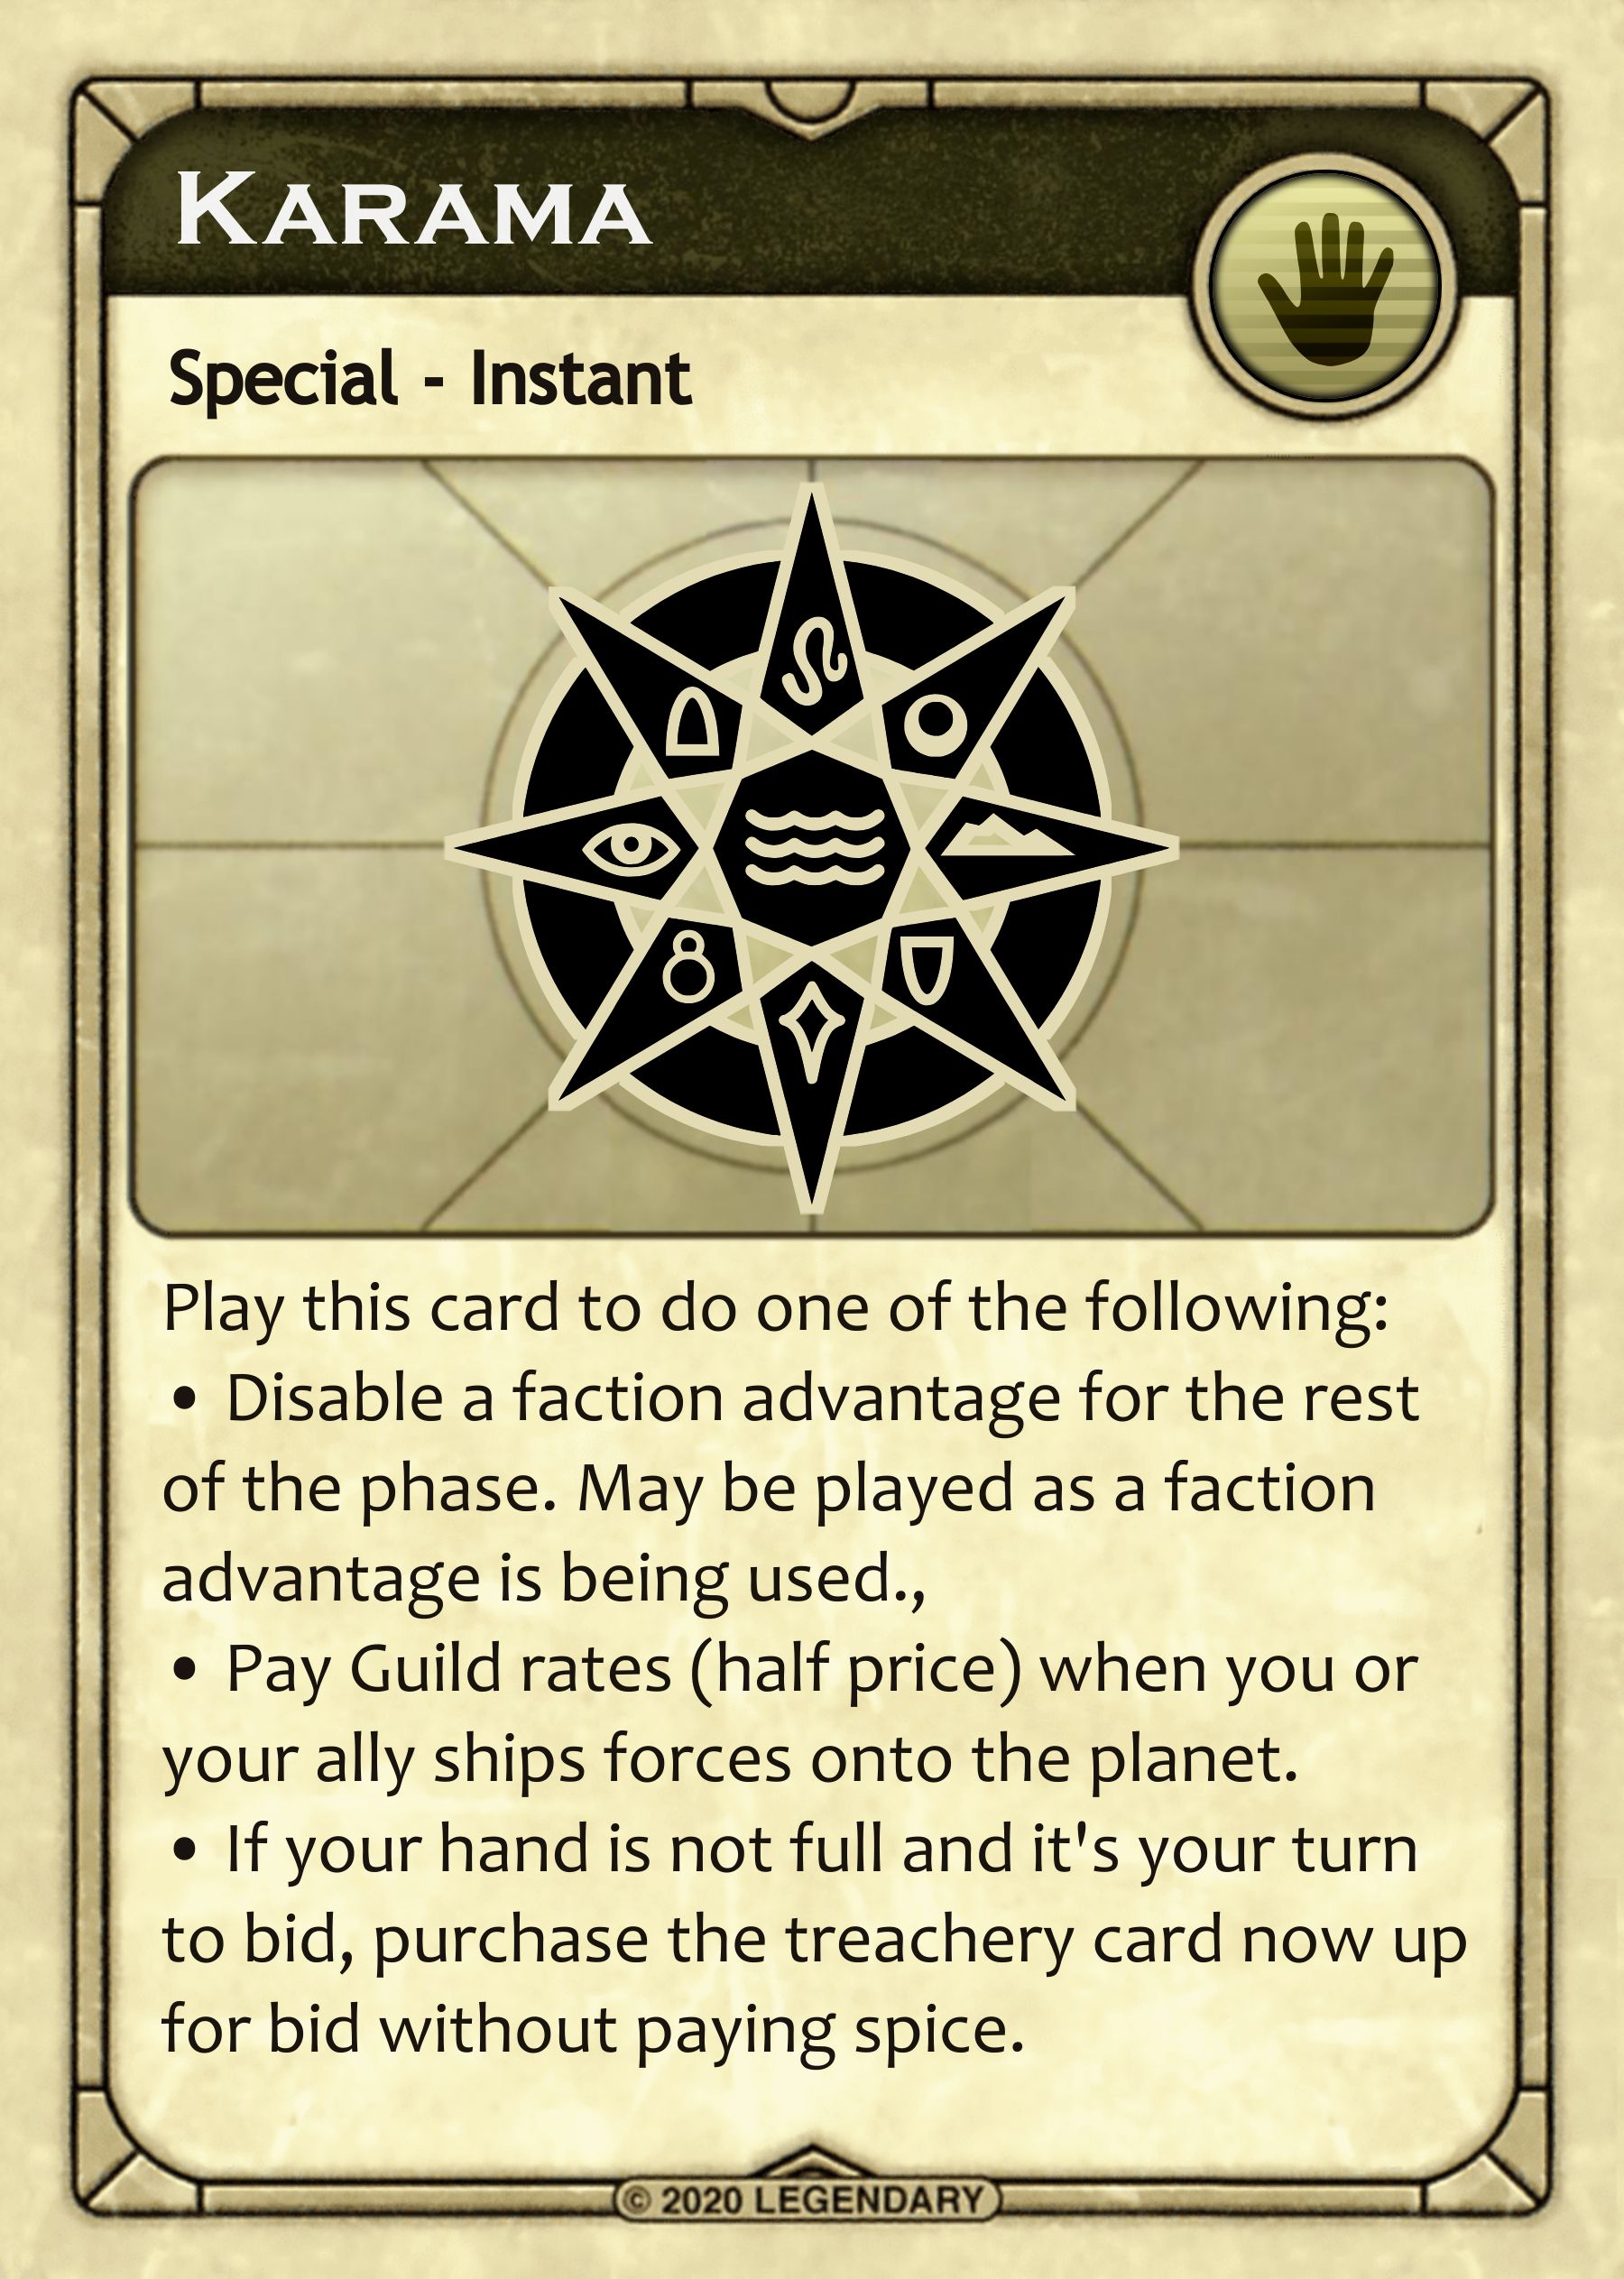 Karama
Special - Instant
Play this card to do one of the following:
• Disable a faction advantage for the rest
of the phase. May be played as a faction
advantage is being used.,
• Pay Guild rates (half price) when you or
your ally ships forces onto the planet.
• If your hand is not full and it's your turn
to bid, purchase the treachery card now up
for bid without paying spice.
© 2020 LEGENDARY